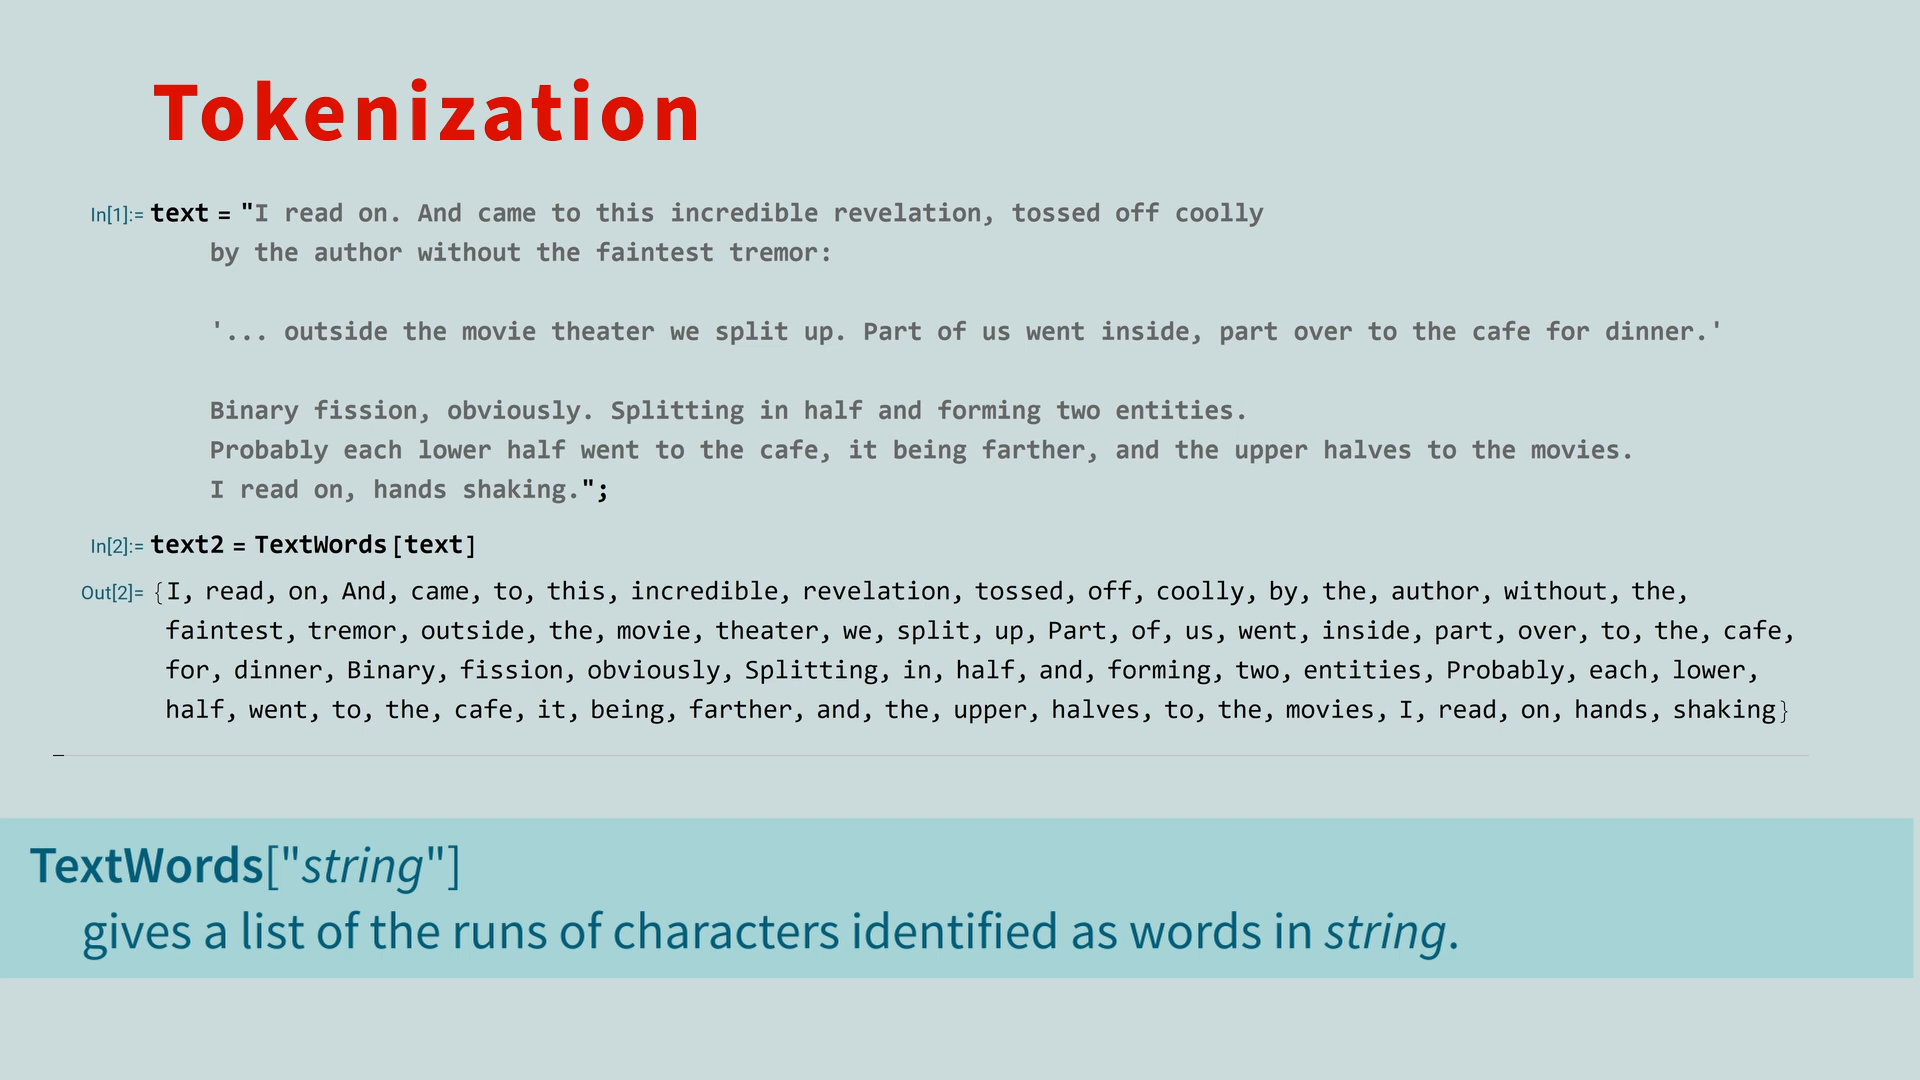 Tokenization
In[1]:= text = "I read on. And came to this incredible revelation, tossed off coolly
by the author without the faintest tremor:
'... outside the movie theater we split up. Part of us went inside, part over to the cafe for dinner.'
Binary fission, obviously. Splitting in half and forming two entities.
Probably each lower half went to the cafe, it being farther, and the upper halves to the movies.
I read on, hands shaking.";
In[2]:= text2 = TextWords[text]
Out[2]= {I, read, on, And, came, to, this, incredible, revelation, tossed, off, coolly, by, the, author, without, the,
faintest, tremor, outside, the, movie, theater, we, split, up, Part, of, us, went, inside, part, over, to, the, cafe,
for, dinner, Binary, fission, obviously, Splitting, in, half, and, forming, two, entities, Probably, each, lower,
half, went, to, the, cafe, it, being, farther, and, the, upper, halves, to, the, movies, I, read, on, hands, shaking}
TextWords["string"]
gives a list of the runs of characters identified as words in string.